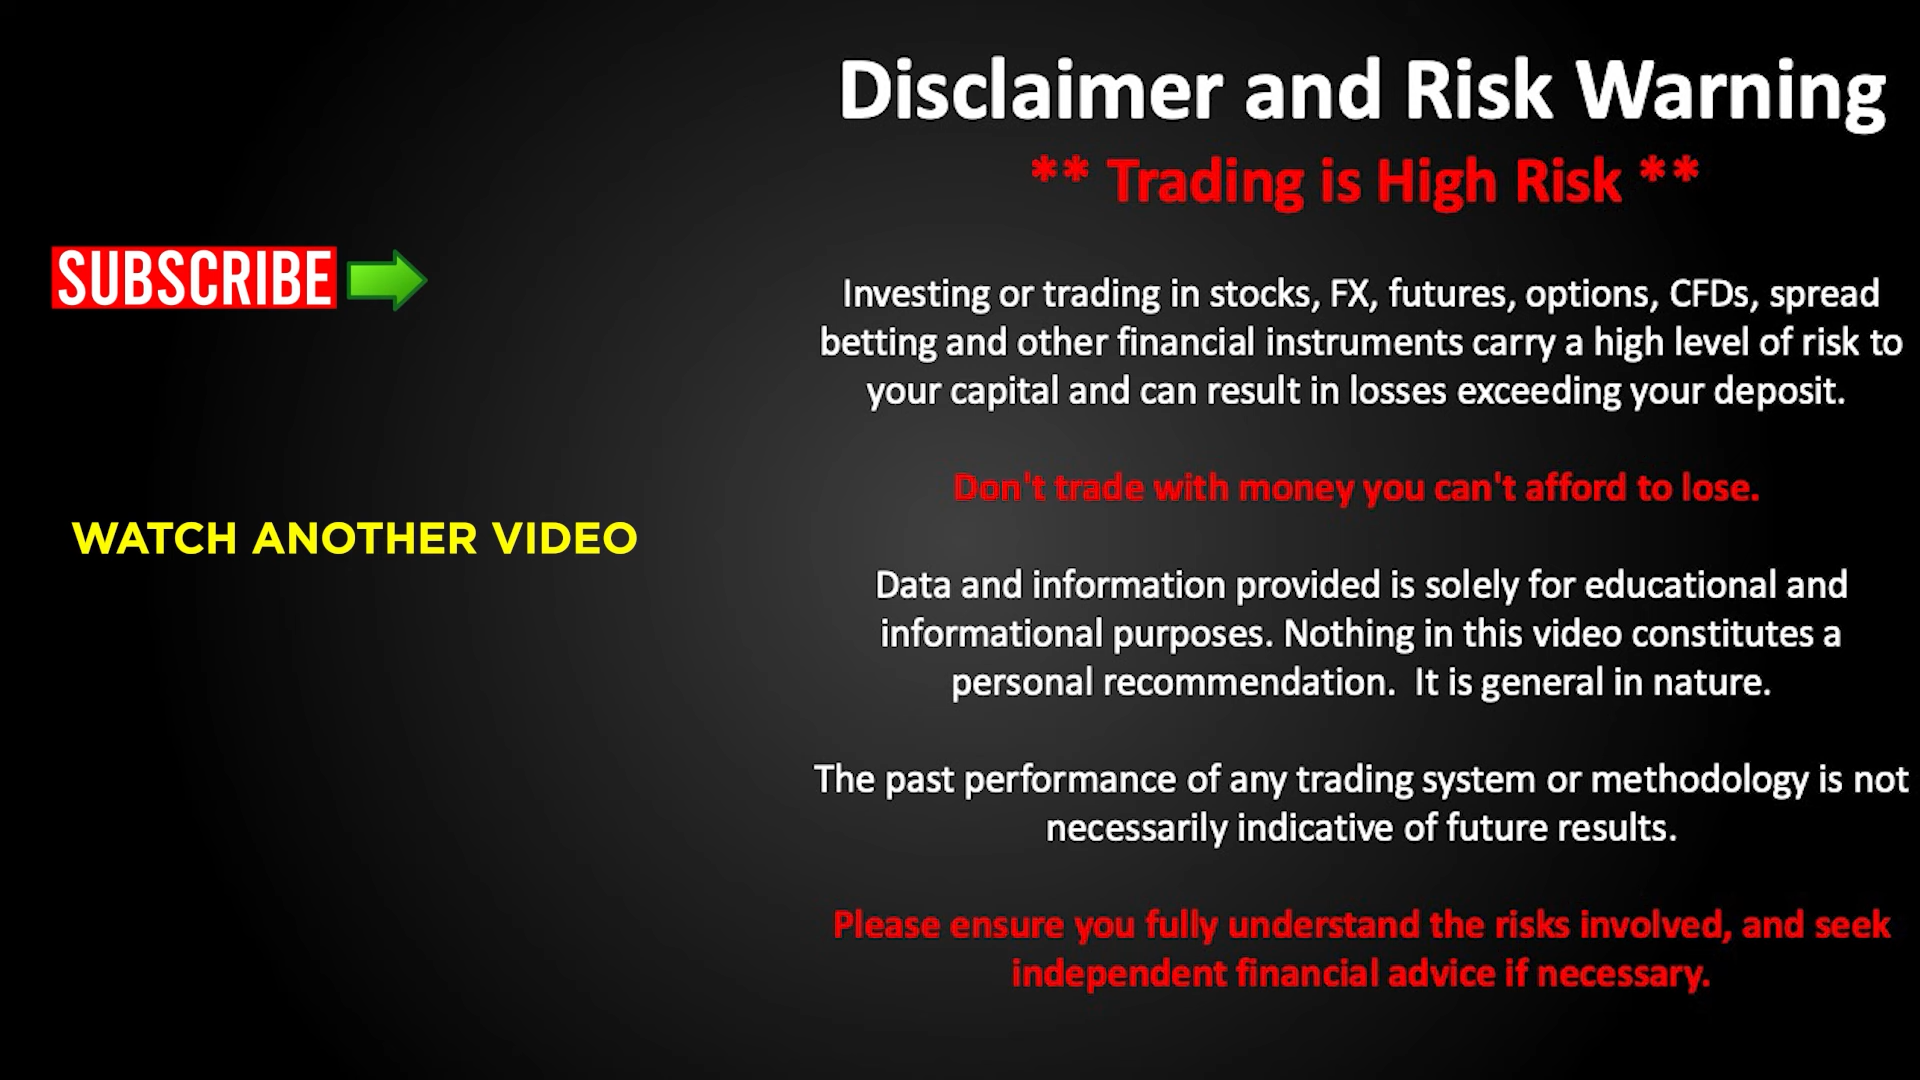 Disclaimer and Risk Warning
** Trading is High Risk **
SUBSCRIBE
Investing or trading in stocks, FX, futures, options, CFDs, spread
betting and other financial instruments carry a high level of risk to
your capital and can result in losses exceeding your deposit.
Don't trade with money you can't afford to lose.
WATCH ANOTHER VIDEO
Data and information provided is solely for educational and
informational purposes. Nothing in this video constitutes a
personal recommendation.  It is general in nature.
The past performance of any trading system or methodology is not
necessarily indicative of future results.
Please ensure you fully understand the risks involved, and seek
independent financial advice if necessary.